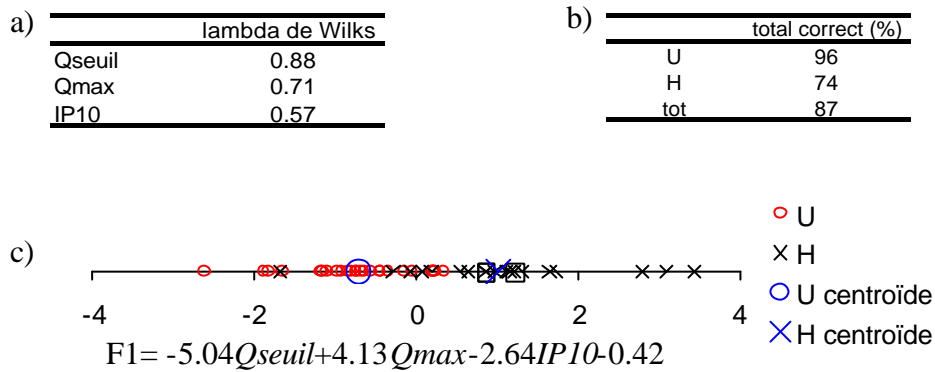 a)
lambda de Wilks
Qseuil 0.88
Qmax 0.71
IP10 0.57
b)
total correct (%)
U 96
H 74
tot 87
c)
-4 -2 0 2 4
U
H
U centroïde
H centroïde
F1= -5.04Qseuil+4.13Qmax-2.64IP10-0.42